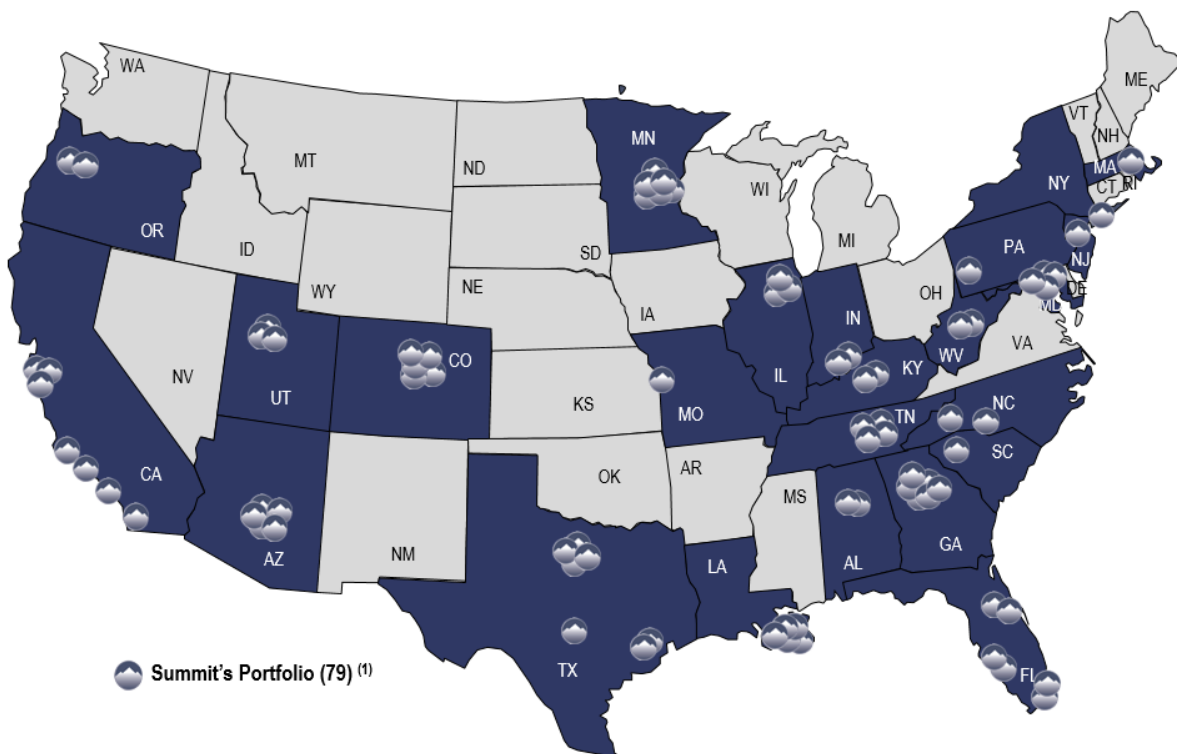 WA
ME
VT
NH
MT
ND
MN
MA
RI
CT
NY
WI
OR
ID
SD
MI
PA
WY
NJ
NE
IA
OH
DE
IN
NV
UT
CO
IL
WV
VA
KS
MO
KY
CA
TN
NC
OK
AR
SC
AZ
NM
MS
AL
GA
LA
TX
FL
Summit's Portfolio (79) (1)